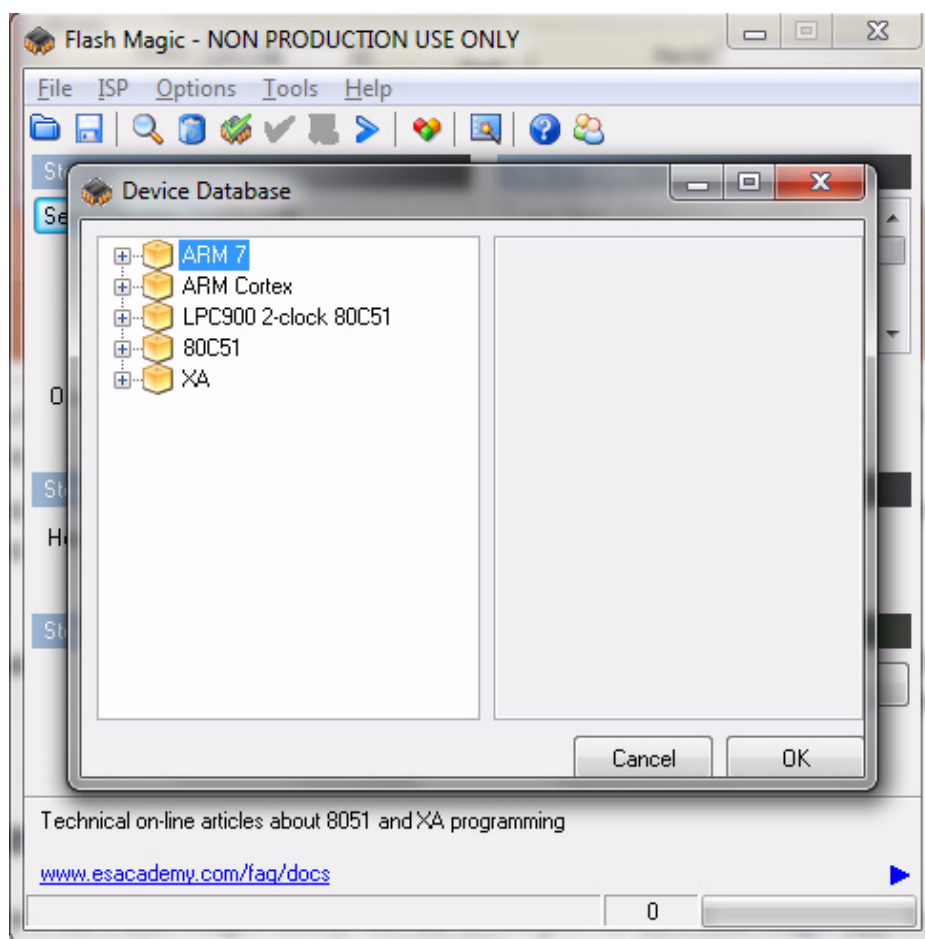 Flash Magic - NON PRODUCTION USE ONLY
File ISP Options Tools Help
Device Database
ARM 7
ARM Cortex
LPC900 2-clock 80C51
80C51
XA
Cancel OK
Technical on-line articles about 8051 and XA programming
www.esacademy.com/faq/docs
0